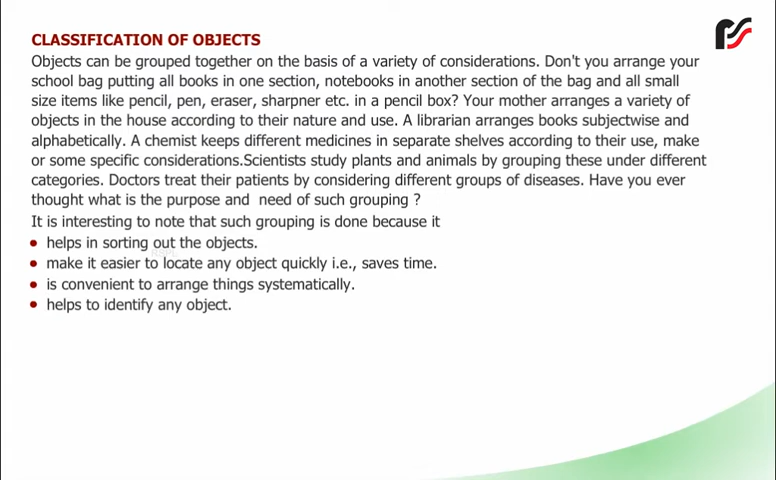 CLASSIFICATION OF OBJECTS
Objects can be grouped together on the basis of a variety of considerations. Don't you arrange your
school bag putting all books in one section, notebooks in another section of the bag and all small
size items like pencil, pen, eraser, sharpner etc. in a pencil box? Your mother arranges a variety of
objects in the house according to their nature and use. A librarian arranges books subjectwise and
alphabetically. A chemist keeps different medicines in separate shelves according to their use, make
or some specific considerations.Scientists study plants and animals by grouping these under different
categories. Doctors treat their patients by considering different groups of diseases. Have you ever
thought what is the purpose and  need of such grouping ?
It is interesting to note that such grouping is done because it
• helps in sorting out the objects.
• make it easier to locate any object quickly i.e., saves time.
• is convenient to arrange things systematically.
• helps to identify any object.